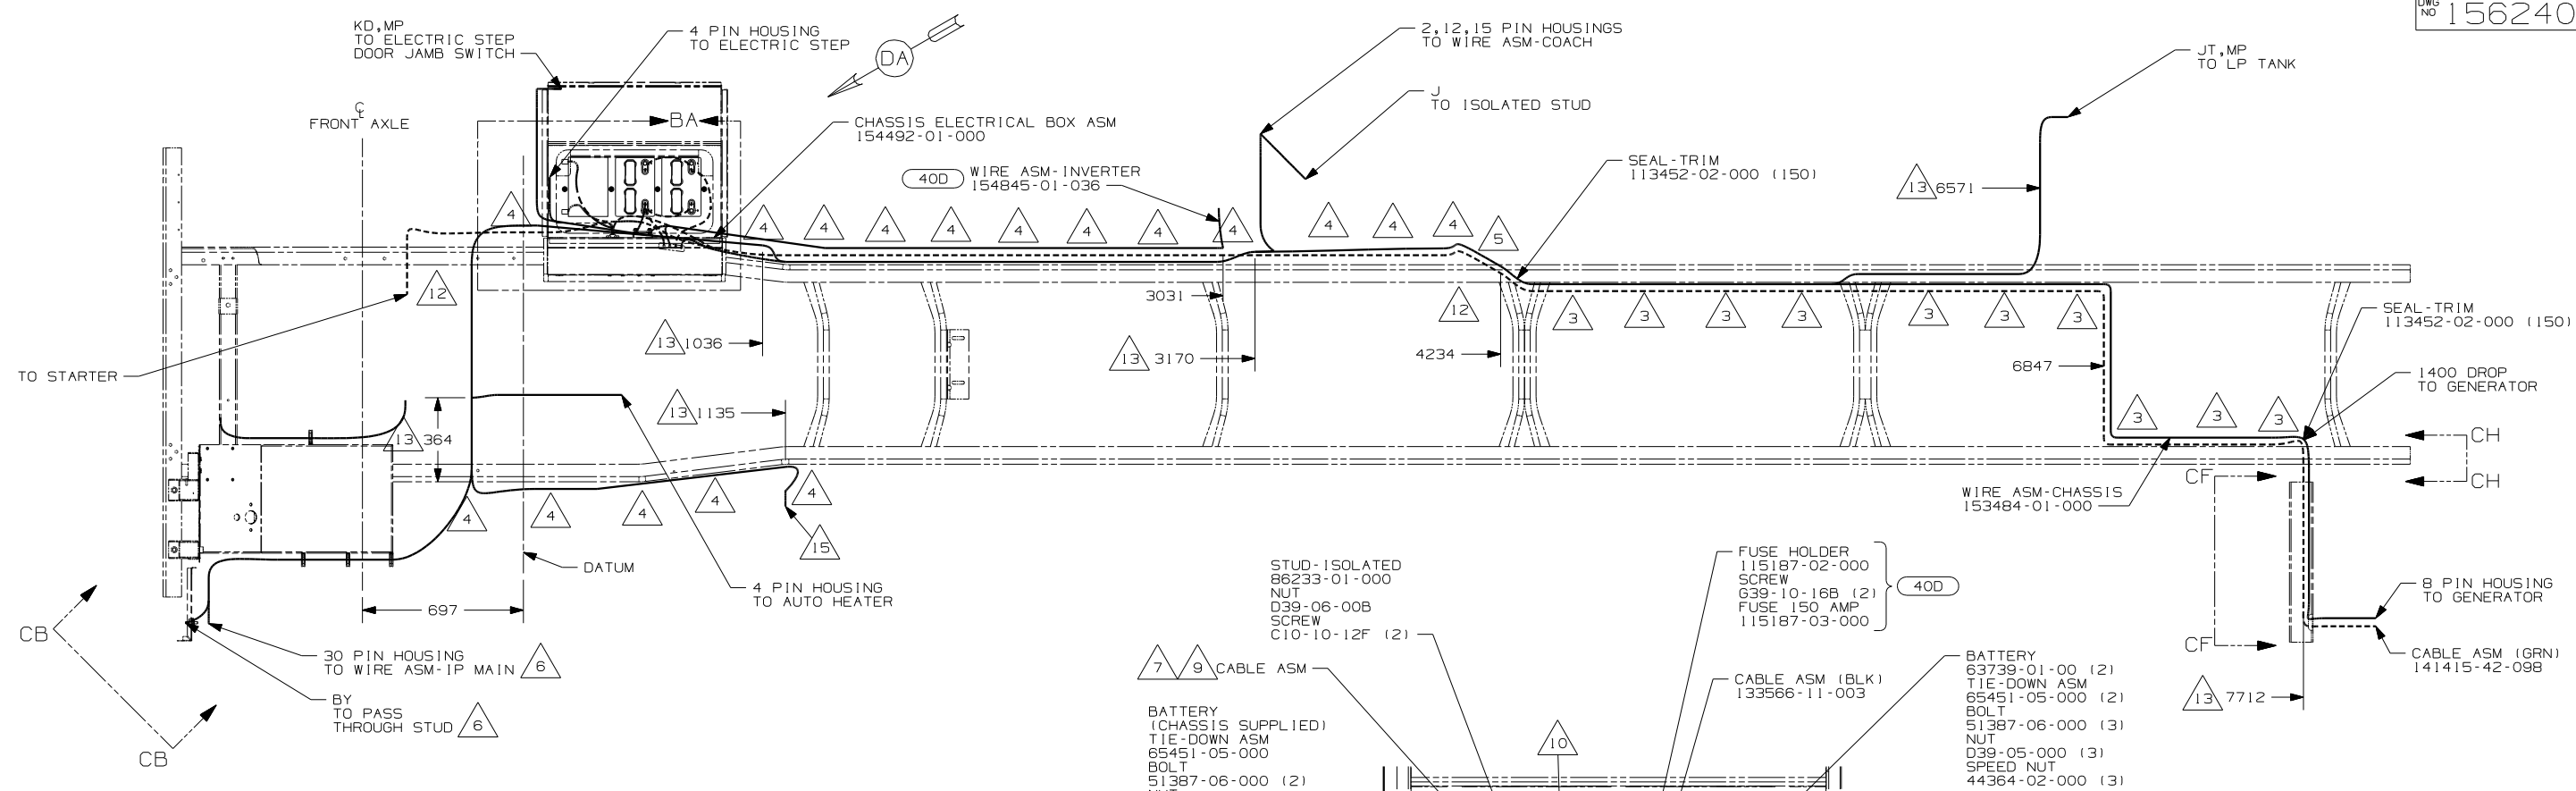 DWG
NO 156240
KD,MP
TO ELECTRIC STEP
DOOR JAMB SWITCH
4 PIN HOUSING
TO ELECTRIC STEP
DA
2,12,15 PIN HOUSINGS
TO WIRE ASM-COACH
JT,MP
TO LP TANK
J
TO ISOLATED STUD
℄
FRONT AXLE
BA
CHASSIS ELECTRICAL BOX ASM
154492-01-000
40D
WIRE ASM-INVERTER
154845-01-036
SEAL-TRIM
113452-02-000 (150)
13 6571
4
4
4
4
4
4
4
4
4
4
4
4
5
12
3031
12
3
3
3
3
3
3
3
SEAL-TRIM
113452-02-000 (150)
13 1036
13 3170
4234
6847
TO STARTER
1400 DROP
TO GENERATOR
13 1135
13 364
3
3
3
CH
CH
CF
WIRE ASM-CHASSIS
153484-01-000
4
4
4
4
4
15
DATUM
4 PIN HOUSING
TO AUTO HEATER
697
STUD-ISOLATED
86233-01-000
NUT
D39-06-00B
SCREW
C10-10-12F (2)
FUSE HOLDER
115187-02-000
SCREW
G39-10-16B (2)
FUSE 150 AMP
115187-03-000
40D
8 PIN HOUSING
TO GENERATOR
CB
CF
30 PIN HOUSING
TO WIRE ASM-IP MAIN 6
7 9 CABLE ASM
CABLE ASM (BLK)
133566-11-003
BATTERY
63739-01-00 (2)
TIE-DOWN ASM
65451-05-000 (2)
BOLT
51387-06-000 (3)
NUT
D39-05-000 (3)
SPEED NUT
44364-02-000 (3)
CABLE ASM (GRN)
141415-42-098
13 7712
BY
TO PASS
THROUGH STUD 6
CB
BATTERY
(CHASSIS SUPPLIED)
TIE-DOWN ASM
65451-05-000
BOLT
51387-06-000 (2)
10